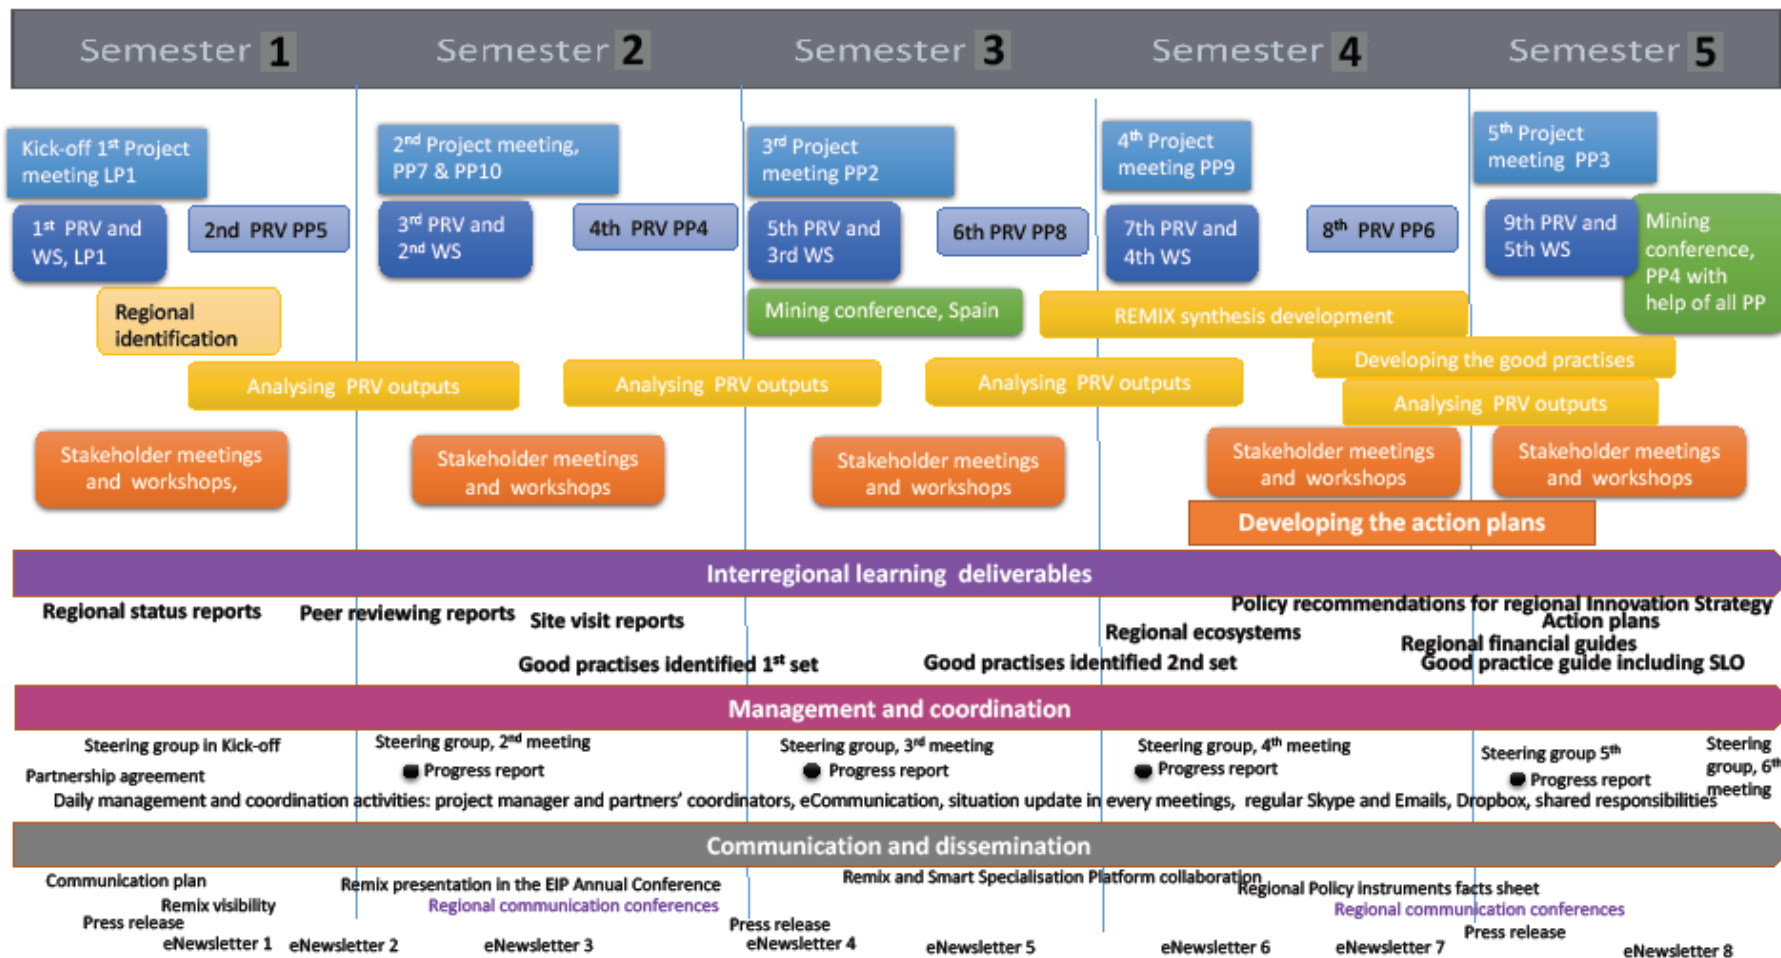 Semester 1
Semester 2
Semester 3
Semester 4
Semester 5
Kick-off 1st Project
meeting LP1
2nd Project meeting,
PP7 & PP10
3rd Project
meeting PP2
4th Project
meeting PP9
5th Project
meeting PP3
1st PRV and
WS, LP1
2nd PRV PP5
3rd PRV and
2nd WS
4th PRV PP4
5th PRV and
3rd WS
6th PRV PP8
7th PRV and
4th WS
8th PRV PP6
9th PRV and
5th WS
Mining
conference,
PP4 with
help of all PP
Regional
identification
Mining conference, Spain
REMIX synthesis development
Developing the good practises
Analysing PRV outputs
Analysing PRV outputs
Analysing PRV outputs
Analysing PRV outputs
Stakeholder meetings
and workshops,
Stakeholder meetings
and workshops
Stakeholder meetings
and workshops
Stakeholder meetings
and workshops
Stakeholder meetings
and workshops
Developing the action plans
Interregional learning deliverables
Regional status reports
Peer reviewing reports
Site visit reports
Policy recommendations for regional Innovation Strategy
Action plans
Regional ecosystems
Regional financial guides
Good practises identified 1st set
Good practises identified 2nd set
Good practice guide including SLO
Management and coordination
Steering group in Kick-off
Steering group, 2nd meeting
Steering group, 3rd meeting
Steering group, 4th meeting
Steering group 5th
Steering
group, 6th
meeting
Partnership agreement
Progress report
Progress report
Progress report
Progress report
Daily management and coordination activities: project manager and partners' coordinators, eCommunication, situation update in every meetings, regular Skype and Emails, Dropbox, shared responsibilities
Communication and dissemination
Communication plan
Remix presentation in the EIP Annual Conference
Remix and Smart Specialisation Platform collaboration
Regional Policy instruments facts sheet
Remix visibility
Regional communication conferences
Regional communication conferences
Press release
Press release
Press release
eNewsletter 1
eNewsletter 2
eNewsletter 3
eNewsletter 4
eNewsletter 5
eNewsletter 6
eNewsletter 7
eNewsletter 8